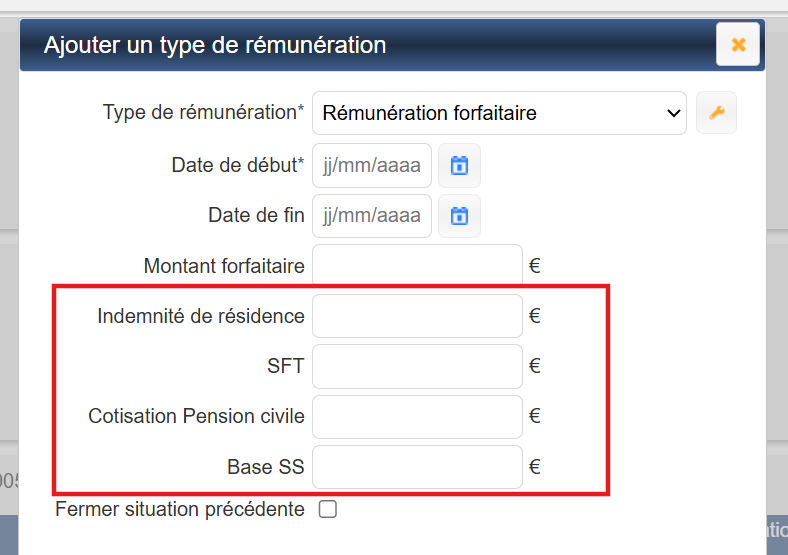 Ajouter un type de rémunération
Type de rémunération* Rémunération forfaitaire
Date de début* jj/mm/aaaa
Date de fin jj/mm/aaaa
Montant forfaitaire €
Indemnité de résidence €
SFT €
Cotisation Pension civile €
Base SS €
Fermer situation précédente